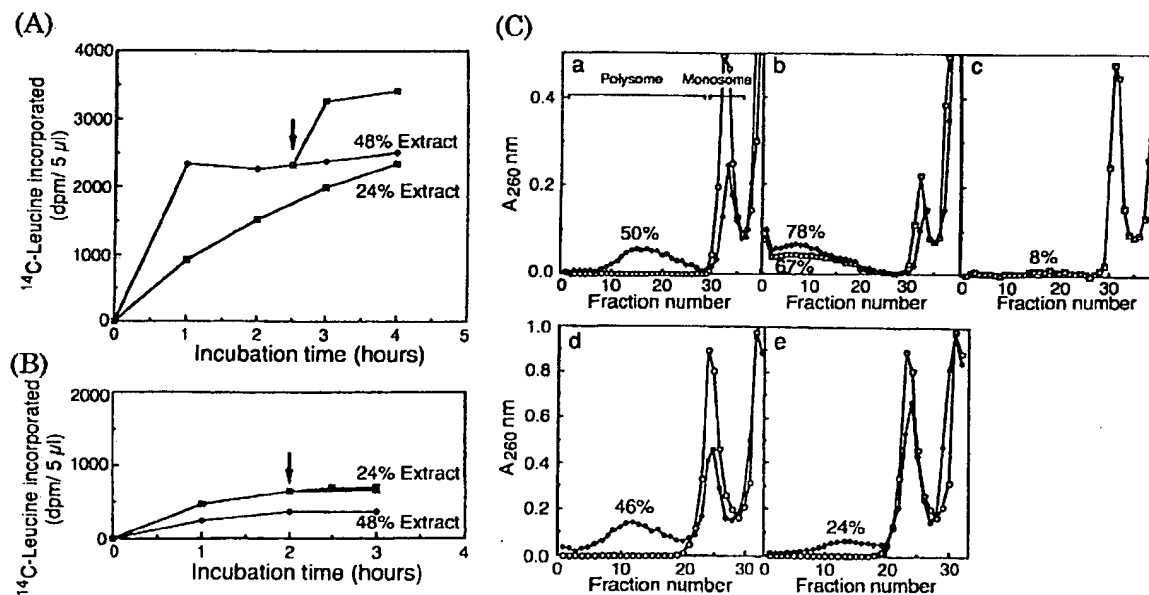 (A)
4000
3000
2000
1000
0
¹⁴C-Leucine incorporated
(dpm/ 5 µl)
48% Extract
24% Extract
0 1 2 3 4 5
Incubation time (hours)
(B)
2000
1000
0
¹⁴C-Leucine incorporated
(dpm/ 5 µl)
24% Extract
48% Extract
0 1 2 3 4
Incubation time (hours)
(C)
A260 nm
0.4
0.2
0.0
a
Polysome
Monosome
50%
0 10 20 30
Fraction number
b
78%
67%
0 10 20 30
Fraction number
c
8%
0 10 20 30
Fraction number
A260 nm
1.0
0.8
0.6
0.4
0.2
0.0
d
46%
0 10 20 30
Fraction number
e
24%
0 10 20 30
Fraction number